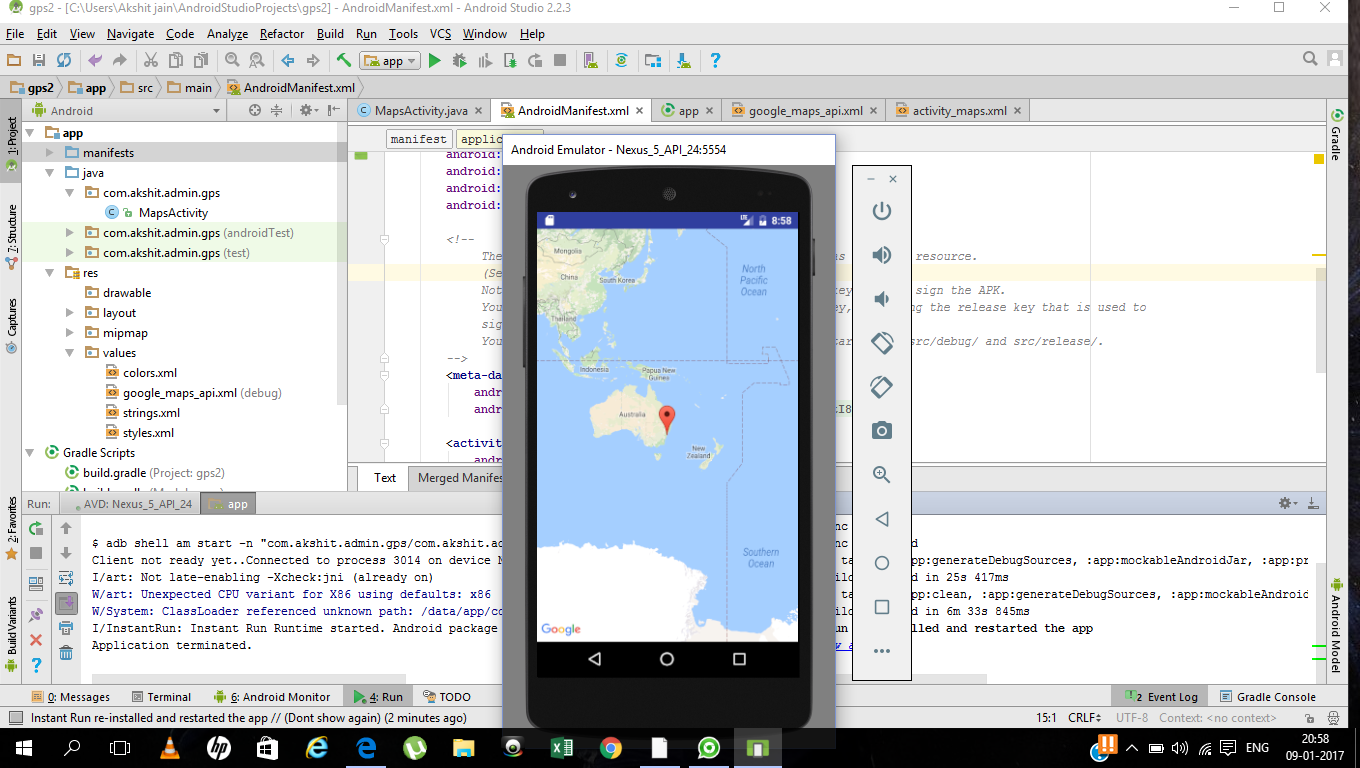 gps2 - [C:\Users\Akshit jain\AndroidStudioProjects\gps2] - AndroidManifest.xml - Android Studio 2.2.3
File Edit View Navigate Code Analyze Refactor Build Run Tools VCS Window Help
app
gps2 app src main AndroidManifest.xml
Android
MapsActivity.java AndroidManifest.xml app google_maps_api.xml activity_maps.xml
1: Project
7: Structure
Captures
2: Favorites
Build Variants
Gradle
Android Model
app
manifests
java
com.akshit.admin.gps
MapsActivity
com.akshit.admin.gps (androidTest)
com.akshit.admin.gps (test)
res
drawable
layout
mipmap
values
colors.xml
google_maps_api.xml (debug)
strings.xml
styles.xml
Gradle Scripts
build.gradle (Project: gps2)
manifest
android:
android:
android:
android:
<!--
The resource.
(Se
Not key sign the APK.
You ey, ng the release key that is used to
sig
You src/debug/ and src/release/.
-->
<meta-da
and
and I8
<activit
and
Text Merged Manifes
Android Emulator - Nexus_5_API_24:5554
LTE 8:58
Mongolia
China
South Korea
North
Pacific
Ocean
Thailand
Indonesia
Papua New
Guinea
Australia
New
Zealand
Southern
Ocean
Google
Run: AVD: Nexus_5_API_24 app
$ adb shell am start -n "com.akshit.admin.gps/com.akshit.ad
Client not ready yet..Connected to process 3014 on device N
I/art: Not late-enabling -Xcheck:jni (already on)
W/art: Unexpected CPU variant for X86 using defaults: x86
W/System: ClassLoader referenced unknown path: /data/app/co
I/InstantRun: Instant Run Runtime started. Android package
Application terminated.
nc d
ta pp:generateDebugSources, :app:mockableAndroidJar, :app:pr
ild d in 25s 417ms
ta pp:clean, :app:generateDebugSources, :app:mockableAndroid
ild d in 6m 33s 845ms
un lled and restarted the app
0: Messages Terminal 6: Android Monitor 4: Run TODO 2 Event Log Gradle Console
Instant Run re-installed and restarted the app // (Dont show again) (2 minutes ago) 15:1 CRLF UTF-8 Context: <no context>
ENG
20:58
09-01-2017